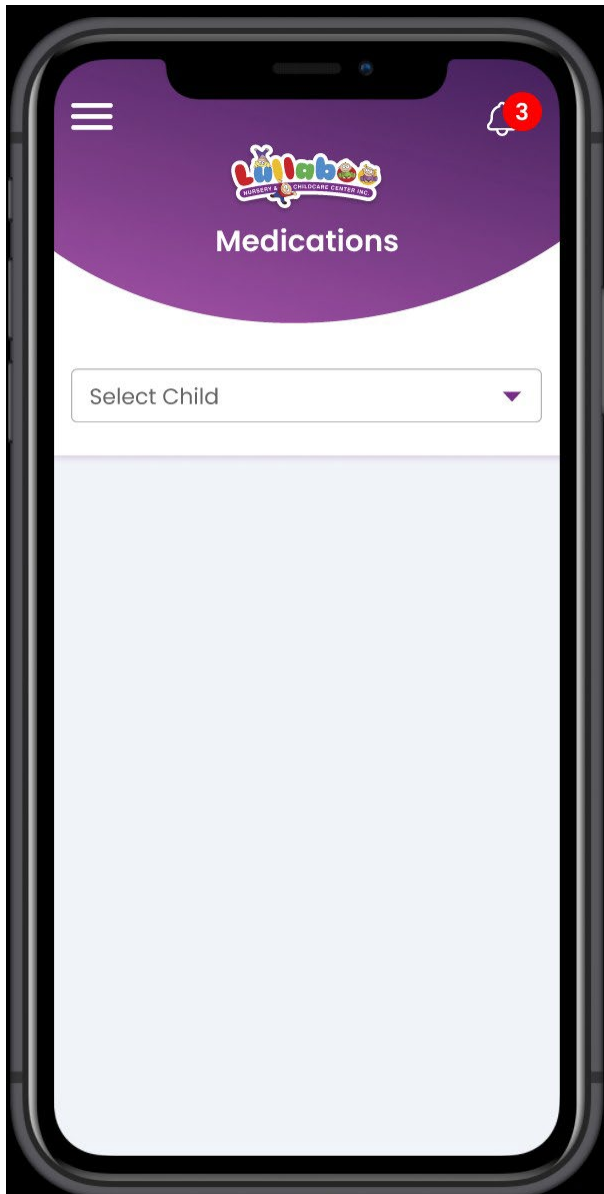 3
Lullaboo
NURSERY & CHILDCARE CENTER INC.
Medications
Select Child